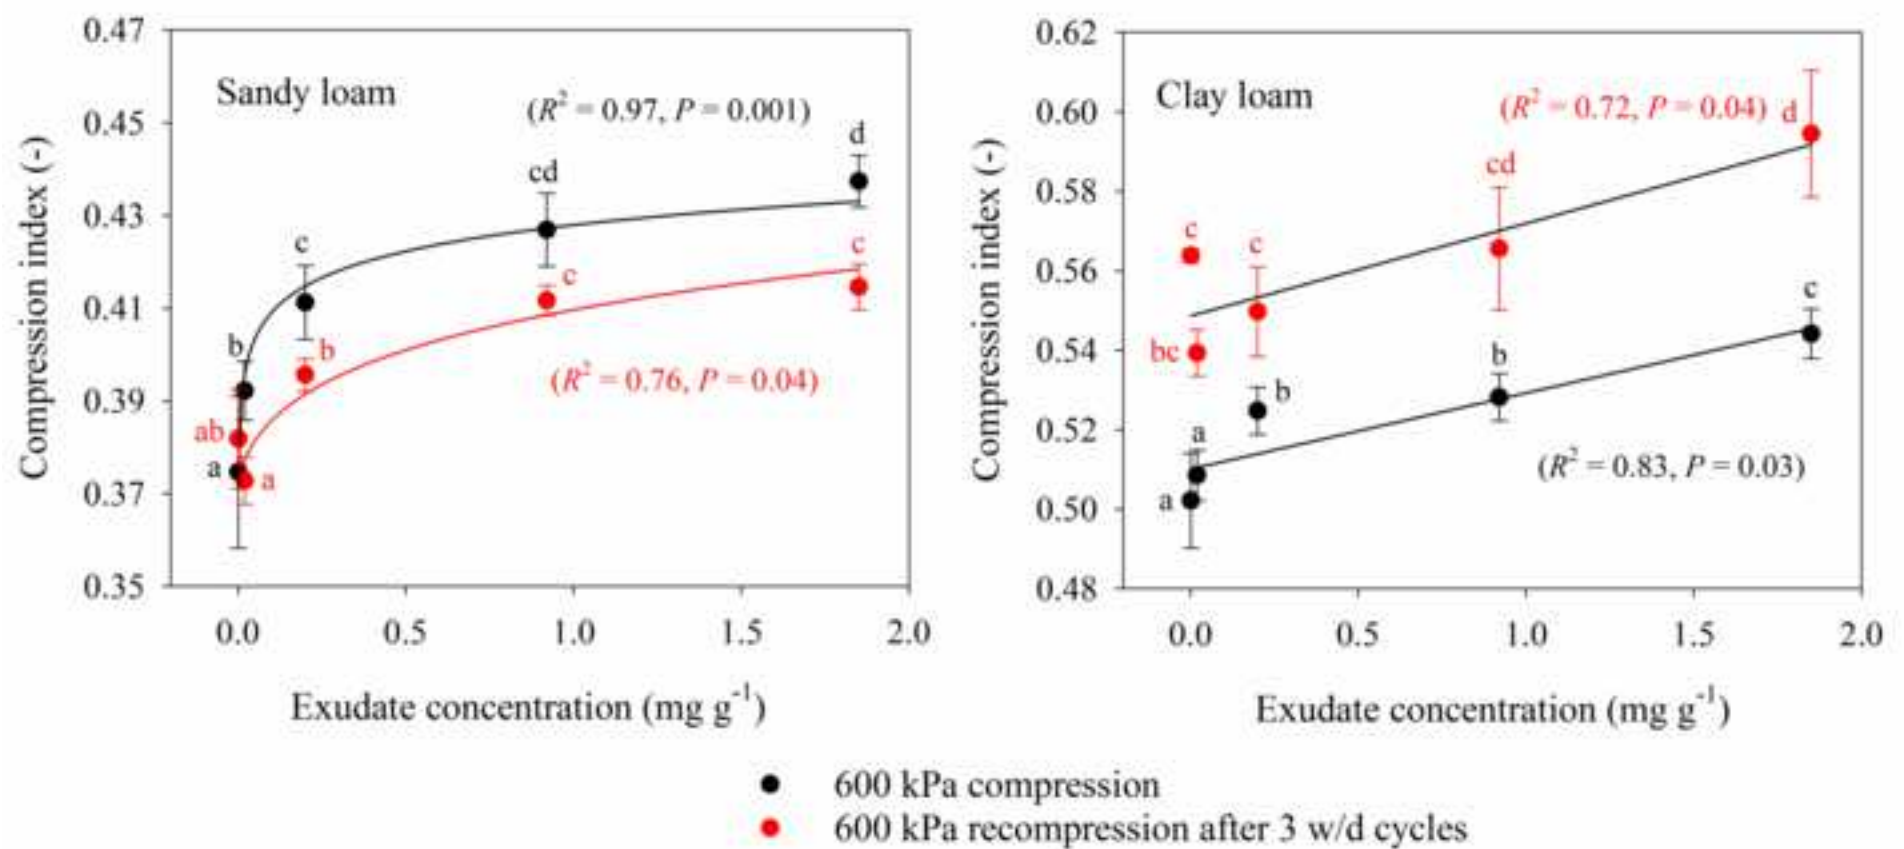 0.47
0.45
0.43
0.41
0.39
0.37
0.35
Compression index (-)
Sandy loam
(R² = 0.97, P = 0.001)
a
b
c
cd
d
ab
a
b
c
c
(R² = 0.76, P = 0.04)
0.0 0.5 1.0 1.5 2.0
Exudate concentration (mg g⁻¹)
0.62
0.60
0.58
0.56
0.54
0.52
0.50
0.48
Compression index (-)
Clay loam
(R² = 0.72, P = 0.04)
c
bc
c
cd
d
a
a
b
b
c
(R² = 0.83, P = 0.03)
0.0 0.5 1.0 1.5 2.0
Exudate concentration (mg g⁻¹)
600 kPa compression
600 kPa recompression after 3 w/d cycles